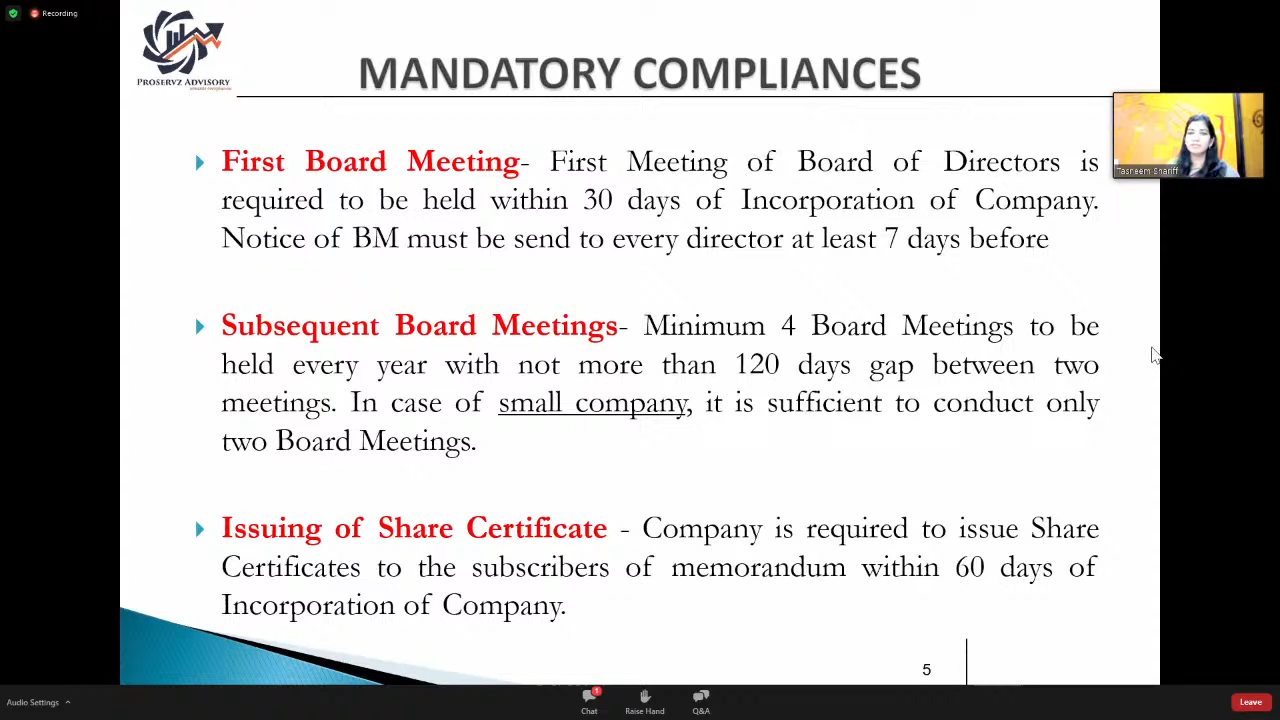 Recording
PROSERVZ ADVISORY
MANDATORY COMPLIANCES
First Board Meeting- First Meeting of Board of Directors is
required to be held within 30 days of Incorporation of Company.
Notice of BM must be send to every director at least 7 days before
Tasneem Shariff
Subsequent Board Meetings- Minimum 4 Board Meetings to be
held every year with not more than 120 days gap between two
meetings. In case of small company, it is sufficient to conduct only
two Board Meetings.
Issuing of Share Certificate - Company is required to issue Share
Certificates to the subscribers of memorandum within 60 days of
Incorporation of Company.
5
Audio Settings
1
Chat
Raise Hand
Q&A
Leave